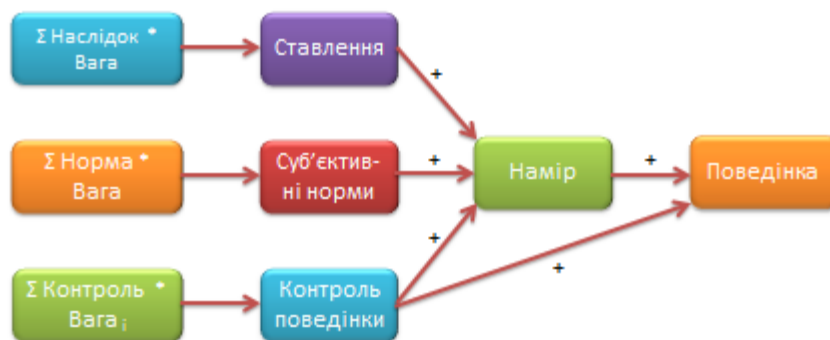 Σ Наслідок *
Вага
Ставлення
+
Σ Норма *
Вага
Суб’єктив-
ні норми
+
Намір
+
Поведінка
+
Σ Контроль *
Вага i
Контроль
поведінки
+